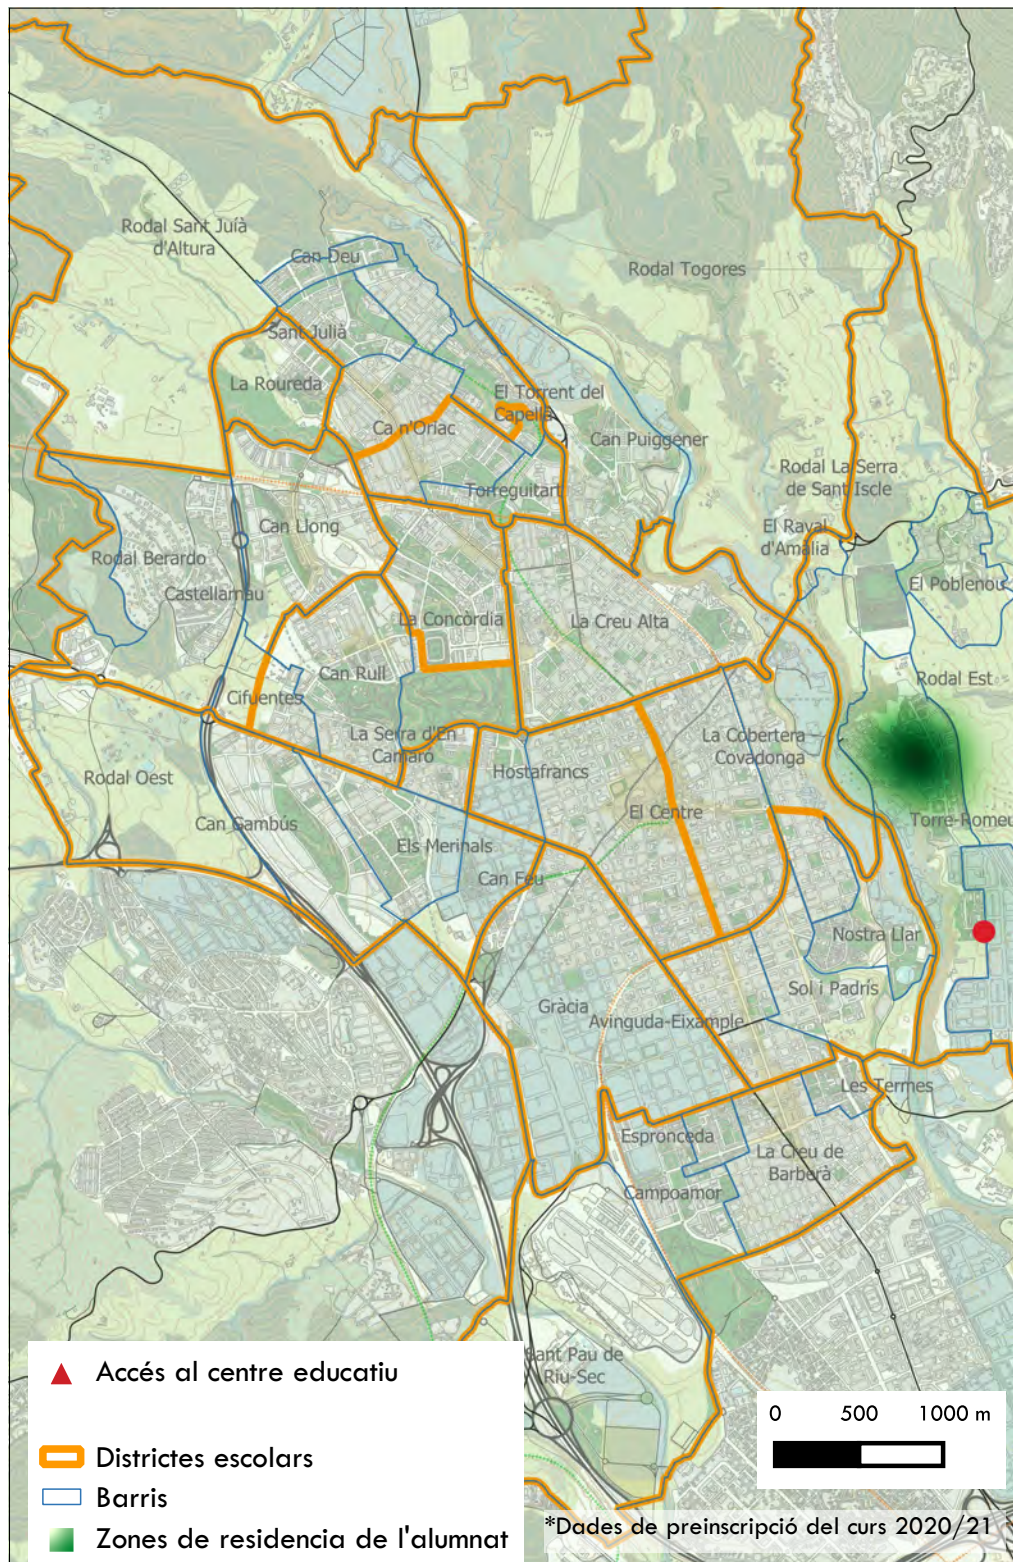 Rodal Sant Juíà
d'Altura
Can Deu
Rodal Togores
Sant Julià
La Roureda
El Torrent del
Capella
Ca n'Oriac
Can Puiggener
Rodal La Serra
de Sant Iscle
Torreguitart
Can Llong
El Raval
d'Amàlia
Rodal Berardo
El Poblenou
Castellarnau
La Concòrdia
La Creu Alta
Can Rull
Rodal Est
Cifuentes
La Serra d'En
Camaró
La Cobertera
Covadonga
Rodal Oest
Hostafrancs
El Centre
Can Gambús
Torre-Romeu
Els Merinals
Can Feu
Nostra Llar
Sol i Padrís
Gràcia
Avinguda-Eixample
Les Termes
Espronceda
La Creu de
Barberà
Campoamor
Sant Pau de
Riu-Sec
Accés al centre educatiu
Districtes escolars
Barris
Zones de residencia de l'alumnat
0 500 1000 m
*Dades de preinscripció del curs 2020/21